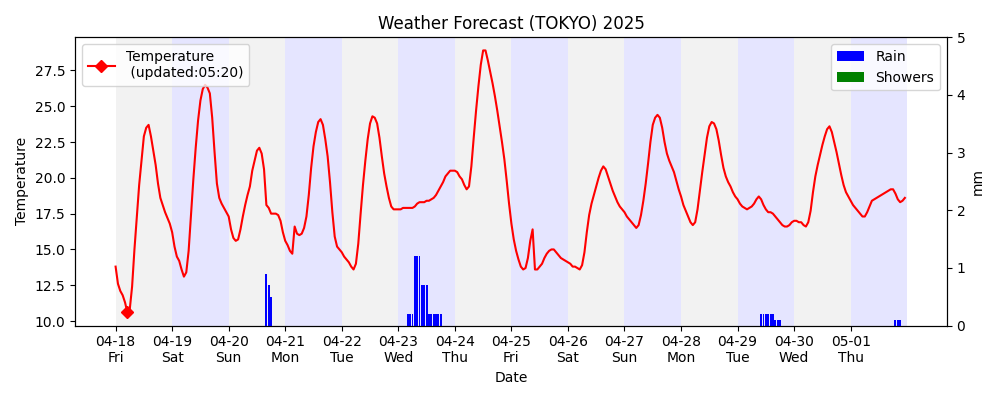 Weather Forecast (TOKYO) 2025
Temperature
(updated:05:20)
Rain
Showers
Temperature
27.5
25.0
22.5
20.0
17.5
15.0
12.5
10.0
5
4
3
2
1
0
mm
04-18 04-19 04-20 04-21 04-22 04-23 04-24 04-25 04-26 04-27 04-28 04-29 04-30 05-01
Fri Sat Sun Mon Tue Wed Thu Fri Sat Sun Mon Tue Wed Thu
Date